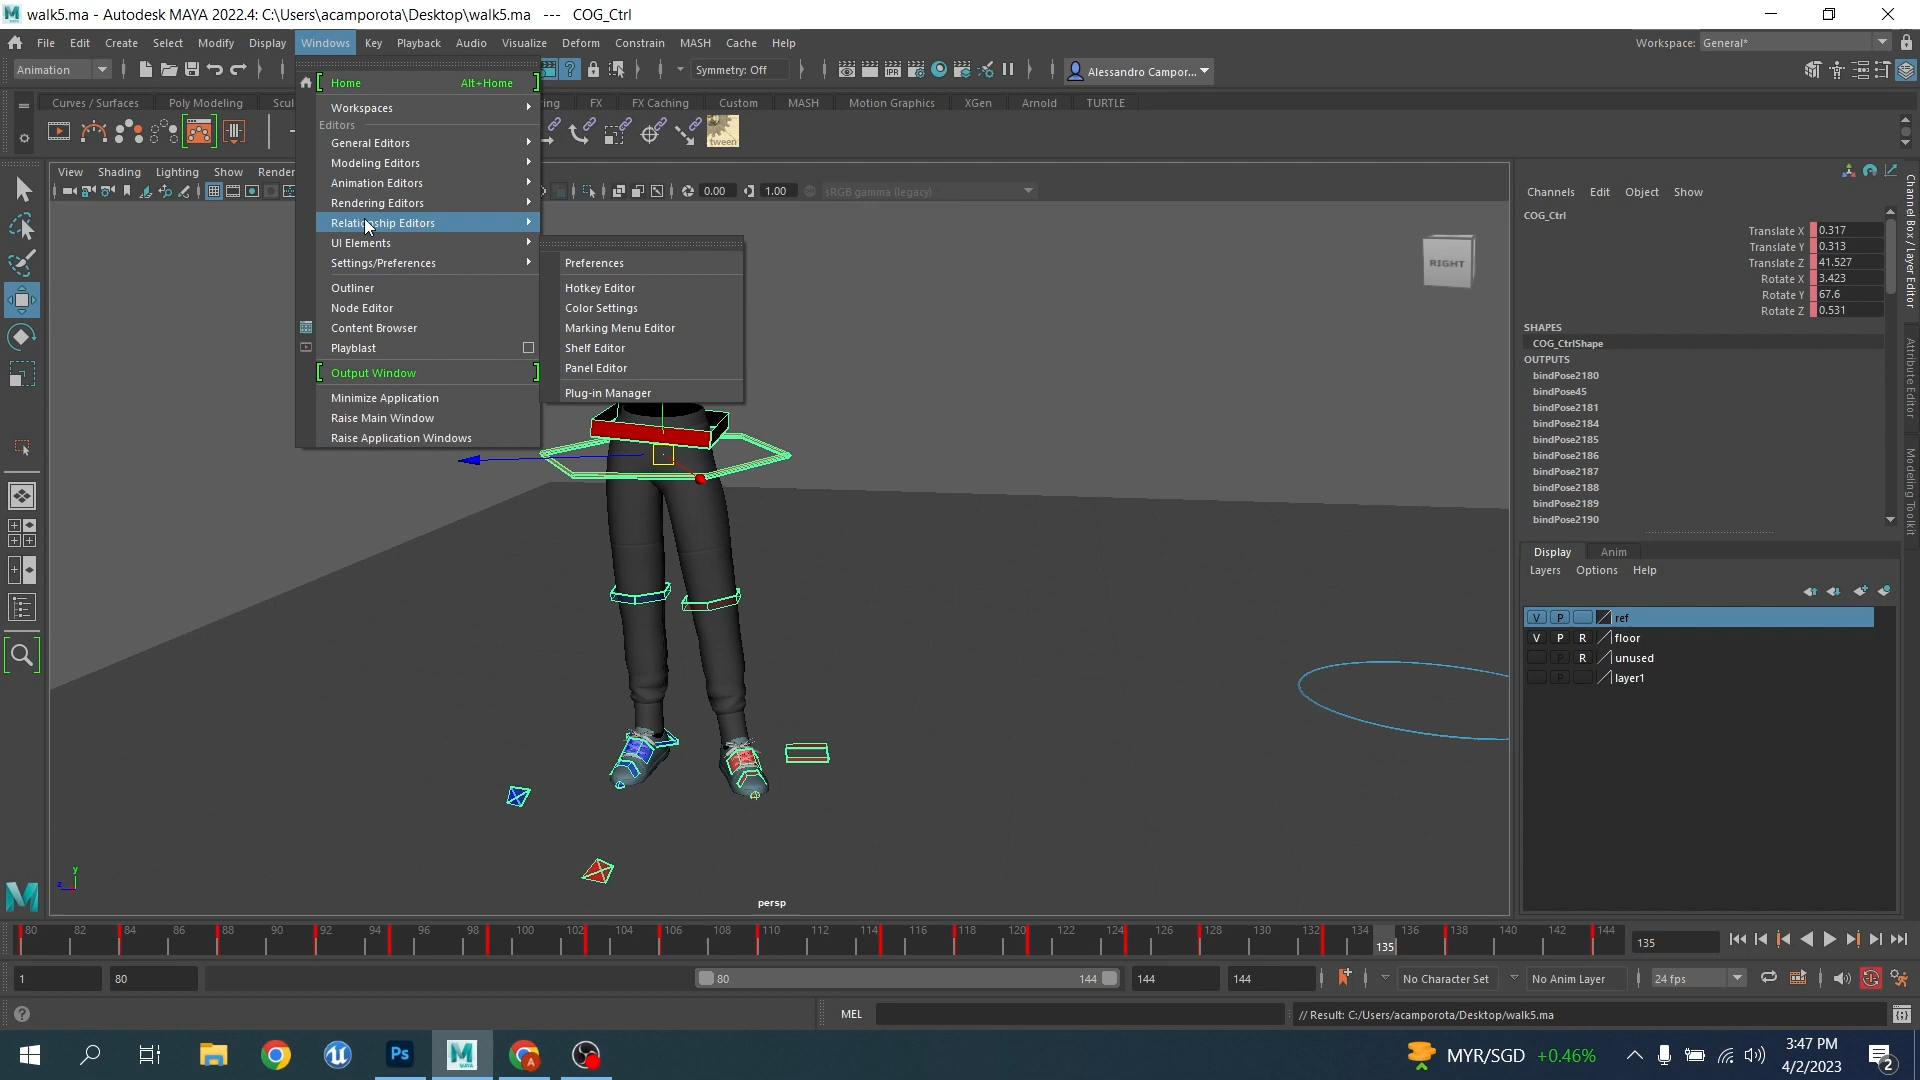 walk5.ma - Autodesk MAYA 2022.4: C:\Users\acamporota\Desktop\walk5.ma --- COG_Ctrl
File Edit Create Select Modify Display Windows Key Playback Audio Visualize Deform Constrain MASH Cache Help Workspace: General*
Animation Symmetry: Off Alessandro Campor...
Home Alt+Home
Curves / Surfaces Poly Modeling Scul ing FX FX Caching Custom MASH Motion Graphics XGen Arnold TURTLE
Workspaces
Editors
General Editors
tween
Modeling Editors
View Shading Lighting Show Render
Animation Editors
0.00 1.00 sRGB gamma (legacy)
Rendering Editors
Relationship Editors
UI Elements
Settings/Preferences
Outliner
Node Editor
Content Browser
Playblast
Output Window
Minimize Application
Raise Main Window
Raise Application Windows
Preferences
Hotkey Editor
Color Settings
Marking Menu Editor
Shelf Editor
Panel Editor
Plug-in Manager
RIGHT
persp
y
z
Channels Edit Object Show
COG_Ctrl
Translate X 0.317
Translate Y 0.313
Translate Z 41.527
Rotate X 3.423
Rotate Y 67.6
Rotate Z 0.531
SHAPES
COG_CtrlShape
OUTPUTS
bindPose2180
bindPose45
bindPose2181
bindPose2184
bindPose2185
bindPose2186
bindPose2187
bindPose2188
bindPose2189
bindPose2190
Channel Box / Layer Editor
Attribute Editor
Modeling Toolkit
Display Anim
Layers Options Help
V P ref
V P R floor
P R unused
P layer1
80 82 84 86 88 90 92 94 96 98 100 102 104 106 108 110 112 114 116 118 120 122 124 126 128 130 132 134 136 138 140 142 144
135
135
1 80 80 144 144 144 No Character Set No Anim Layer 24 fps
MEL // Result: C:/Users/acamporota/Desktop/walk5.ma
Ps
MAYA
A
MYR/SGD +0.46%
3:47 PM
4/2/2023
2